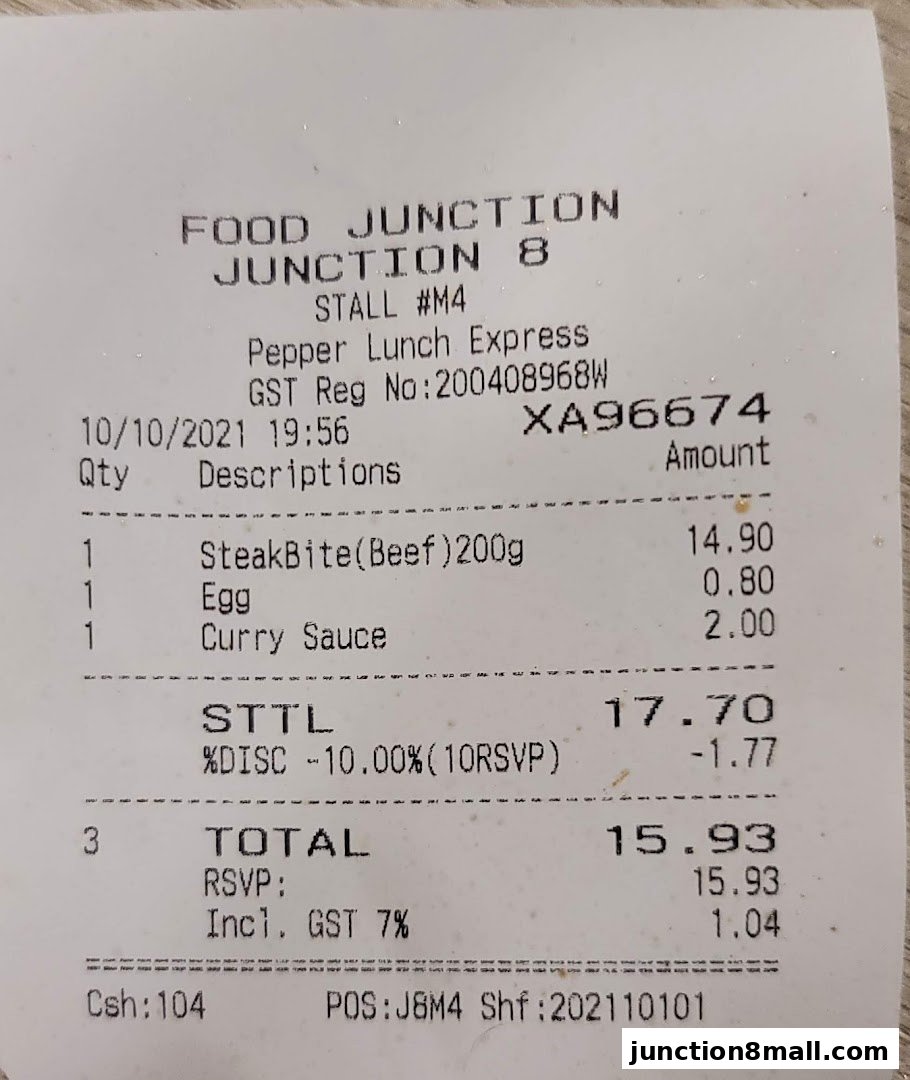 FOOD JUNCTION
JUNCTION 8
STALL #M4
Pepper Lunch Express
GST Reg No:200408968W
10/10/2021 19:56 XA96674
Qty Descriptions Amount
1 SteakBite(Beef)200g 14.90
1 Egg 0.80
1 Curry Sauce 2.00
STTL 17.70
%DISC -10.00%(10RSVP) -1.77
3 TOTAL 15.93
RSVP: 15.93
Incl. GST 7% 1.04
Csh:104 POS:J8M4 Shf:202110101
junction8mall.com